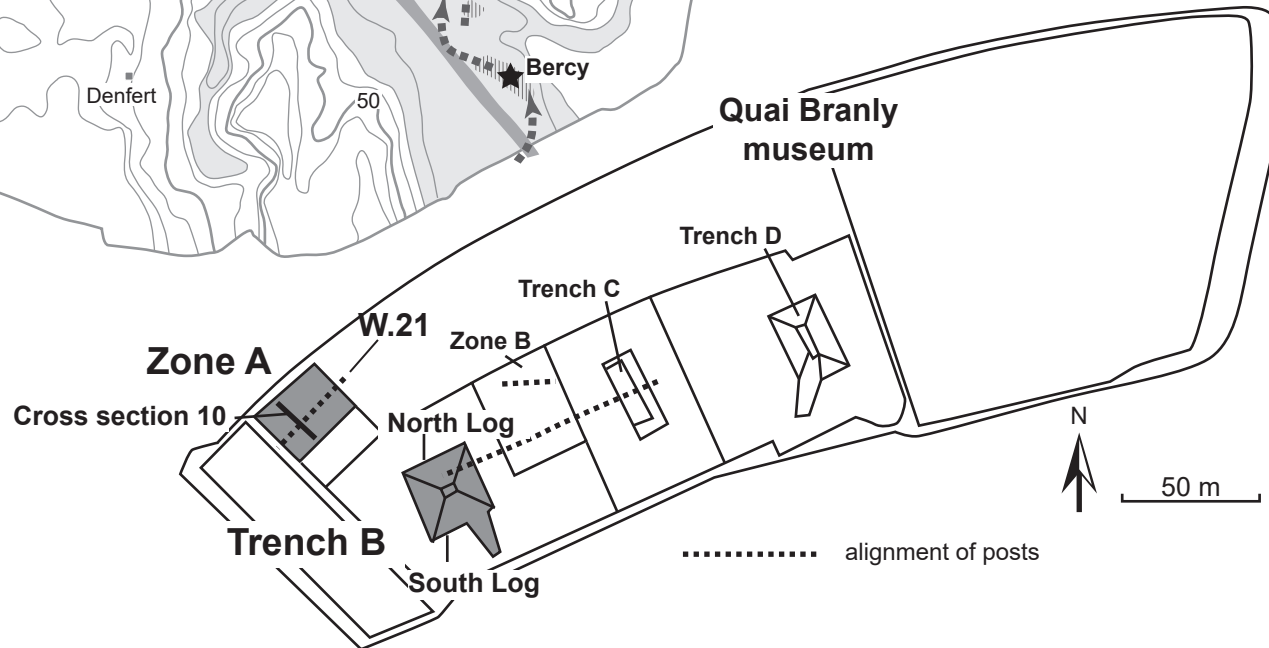 Bercy
Denfert
50
Quai Branly
museum
Trench D
Trench C
W.21
Zone B
Zone A
Cross section 10
North Log
N
50 m
Trench B
alignment of posts
South Log